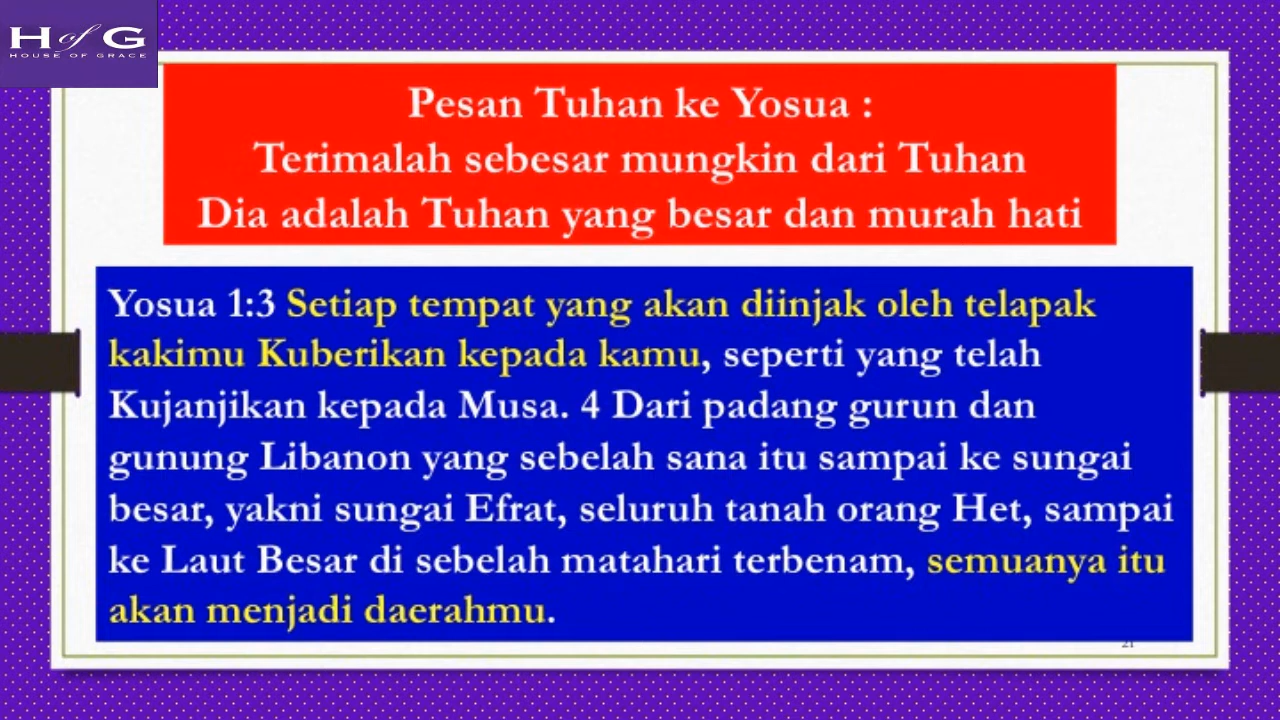 H of G
HOUSE OF GRACE
Pesan Tuhan ke Yosua :
Terimalah sebesar mungkin dari Tuhan
Dia adalah Tuhan yang besar dan murah hati
Yosua 1:3 Setiap tempat yang akan diinjak oleh telapak
kakimu Kuberikan kepada kamu, seperti yang telah
Kujanjikan kepada Musa. 4 Dari padang gurun dan
gunung Libanon yang sebelah sana itu sampai ke sungai
besar, yakni sungai Efrat, seluruh tanah orang Het, sampai
ke Laut Besar di sebelah matahari terbenam, semuanya itu
akan menjadi daerahmu.
21